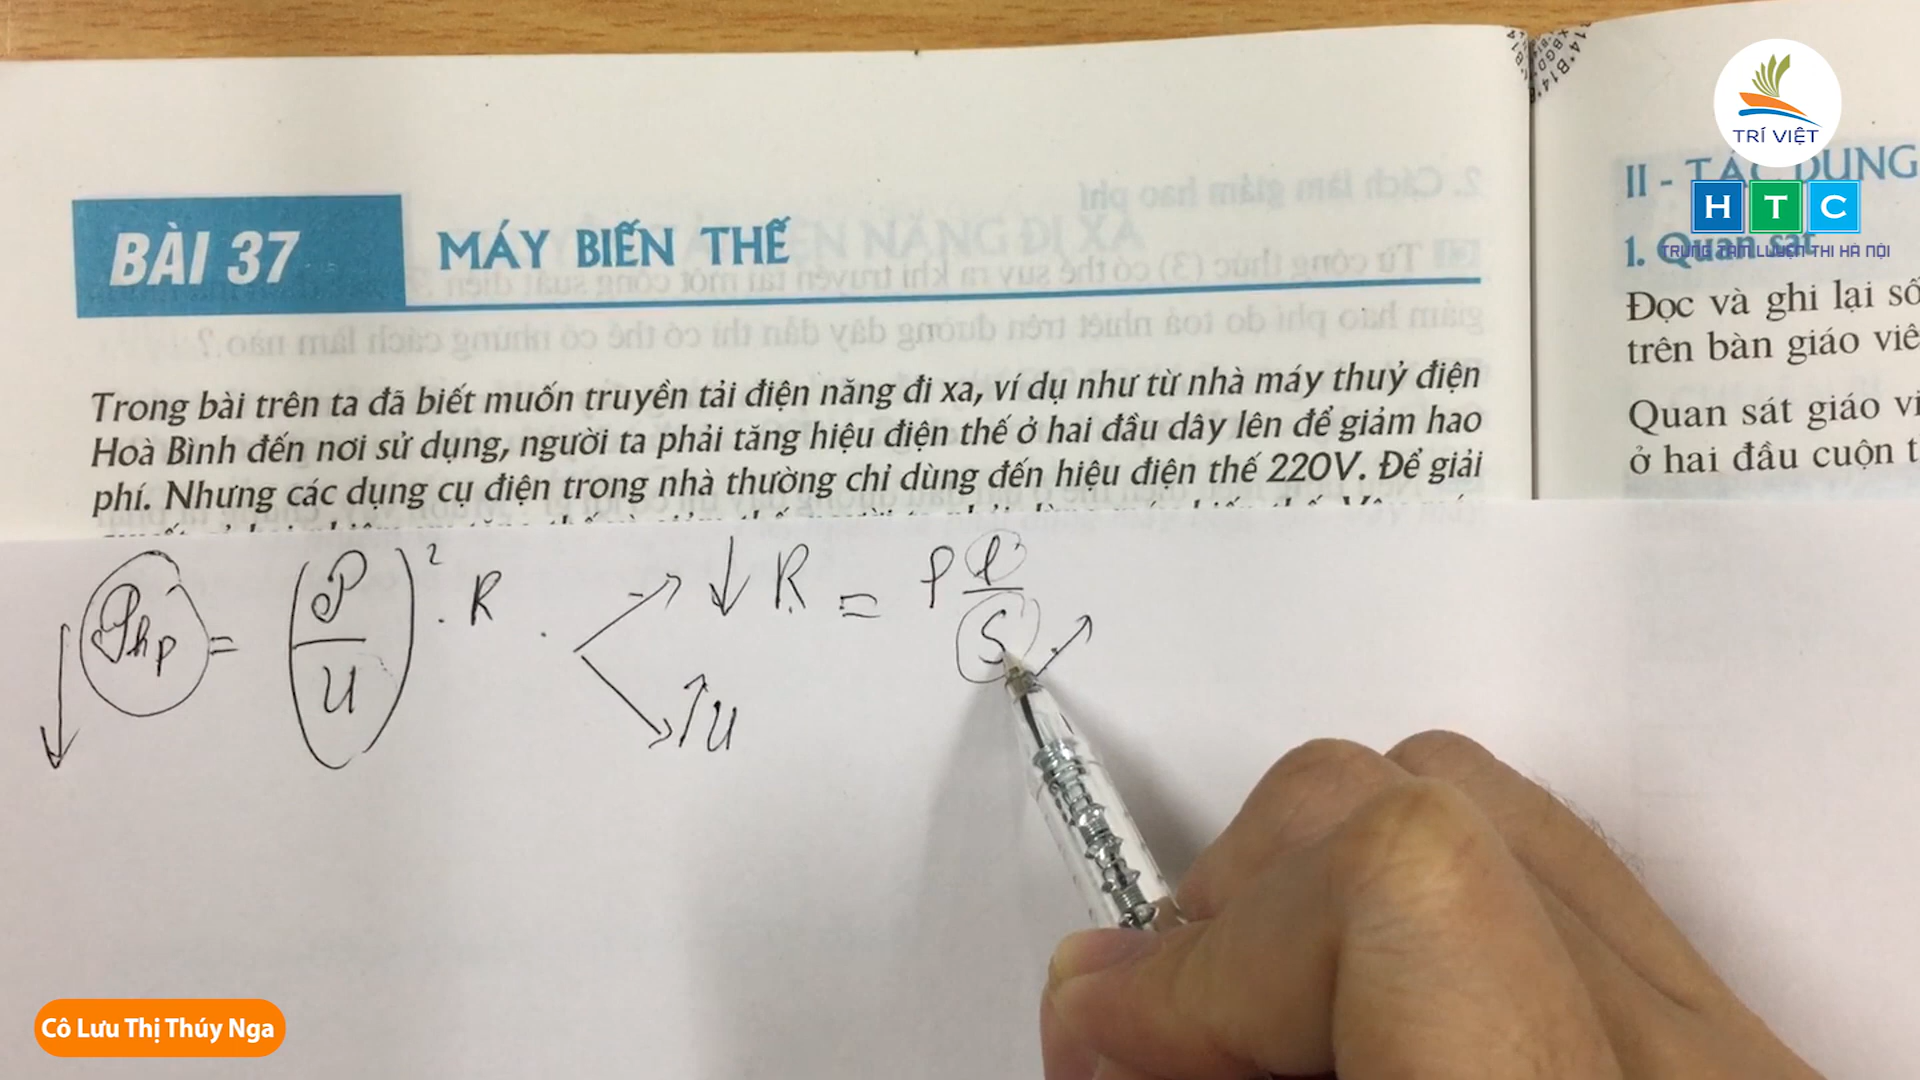 BÀI 37 MÁY BIẾN THẾ
Trong bài trên ta đã biết muốn truyền tải điện năng đi xa, ví dụ như từ nhà máy thuỷ điện
Hoà Bình đến nơi sử dụng, người ta phải tăng hiệu điện thế ở hai đầu dây lên để giảm hao
phí. Nhưng các dụng cụ điện trong nhà thường chỉ dùng đến hiệu điện thế 220V. Để giải
P hp = (P/U)² . R
↓ R = ρ l/S ↗
↑ U
TRÍ VIỆT
HTC
TRUNG TÂM LUYỆN THI HÀ NỘI
II - TÁC DỤNG
1. Quan sát
Đọc và ghi lại số
trên bàn giáo viê
Quan sát giáo vi
ở hai đầu cuộn t
Cô Lưu Thị Thúy Nga